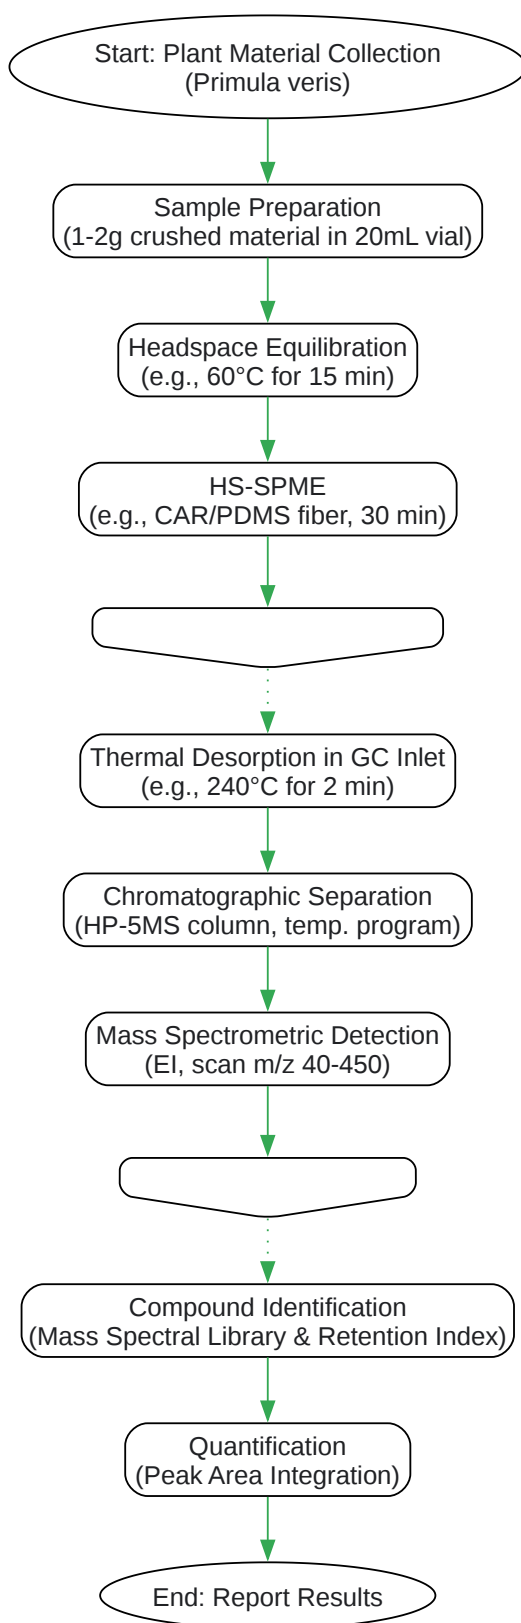 Start: Plant Material Collection
(Primula veris)
Sample Preparation
(1-2g crushed material in 20mL vial)
Headspace Equilibration
(e.g., 60°C for 15 min)
HS-SPME
(e.g., CAR/PDMS fiber, 30 min)
Thermal Desorption in GC Inlet
(e.g., 240°C for 2 min)
Chromatographic Separation
(HP-5MS column, temp. program)
Mass Spectrometric Detection
(EI, scan m/z 40-450)
Compound Identification
(Mass Spectral Library & Retention Index)
Quantification
(Peak Area Integration)
End: Report Results